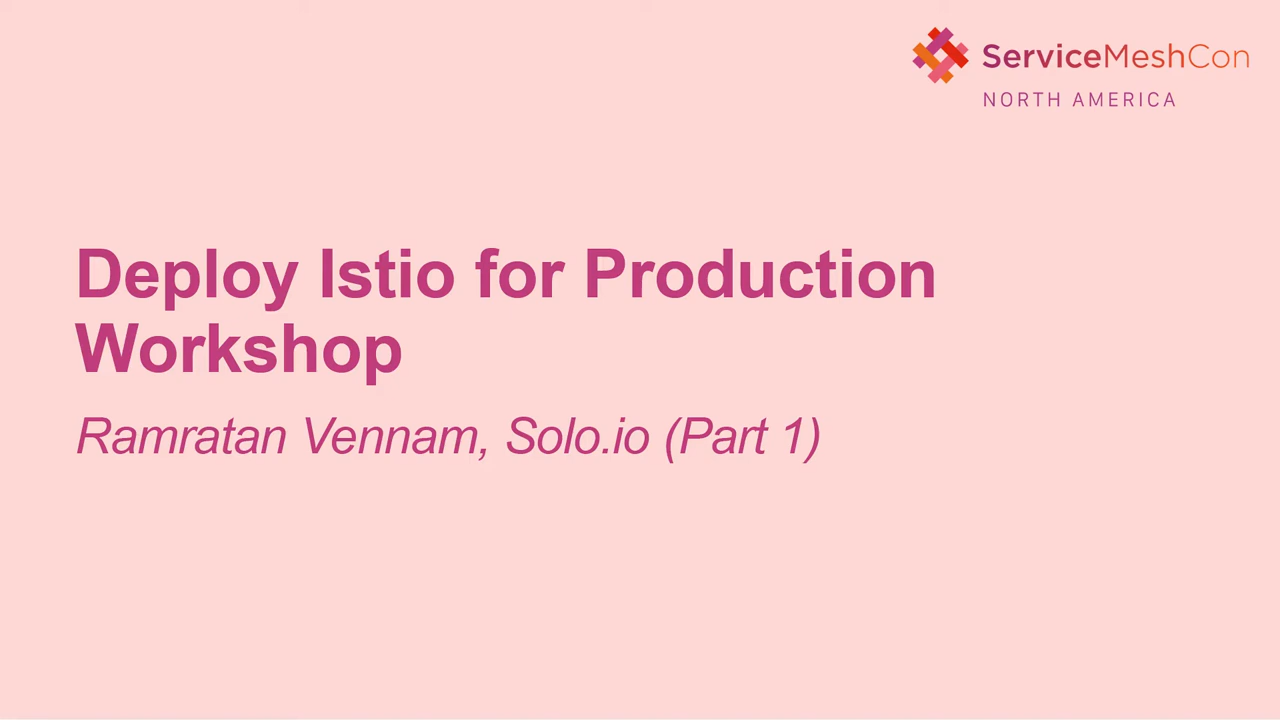 ServiceMeshCon
NORTH AMERICA
Deploy Istio for Production
Workshop
Ramratan Vennam, Solo.io (Part 1)